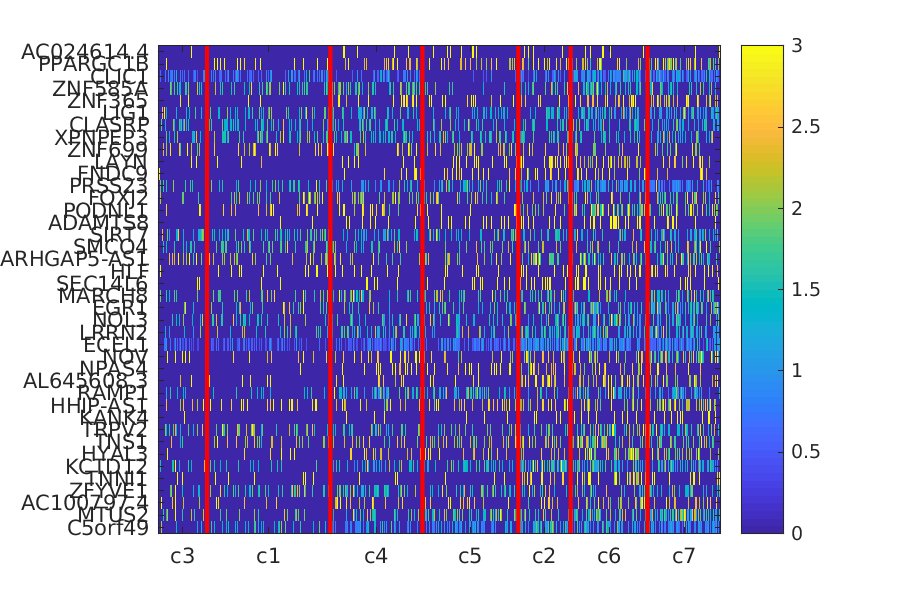 AC024614.4
PPARGC1B
CLIC1
ZNF585A
ZNF365
LIG1
CLASRP
XPNPEP3
ZNF699
LAYN
FNDC9
PRSS23
PODNL1
ADAMTS8
SIRT7
SMCO4
ARHGAP5-AS1
HLF
SEC14L6
MARCH8
EGR1
NOL3
LRRN2
ECEL1
NOV
NPAS4
AL645608.3
RAMP1
HHIP-AS1
KANK4
TRPV2
TNS1
HYAL3
KCTD12
TNNI1
ZFYVE1
MTUS2
C5orf49
c3 c1 c4 c5 c2 c6 c7
3
2.5
2
1.5
1
0.5
0